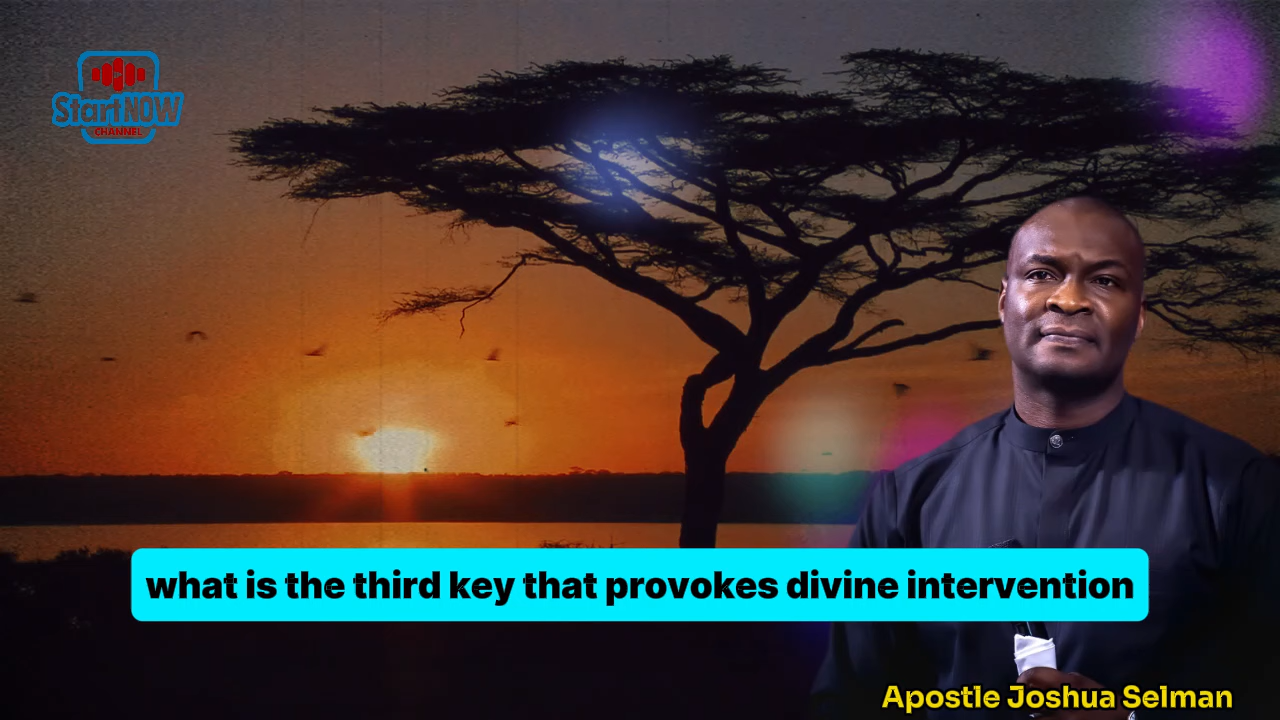 StartNOW
CHANNEL
what is the third key that provokes divine intervention
Apostle Joshua Selman